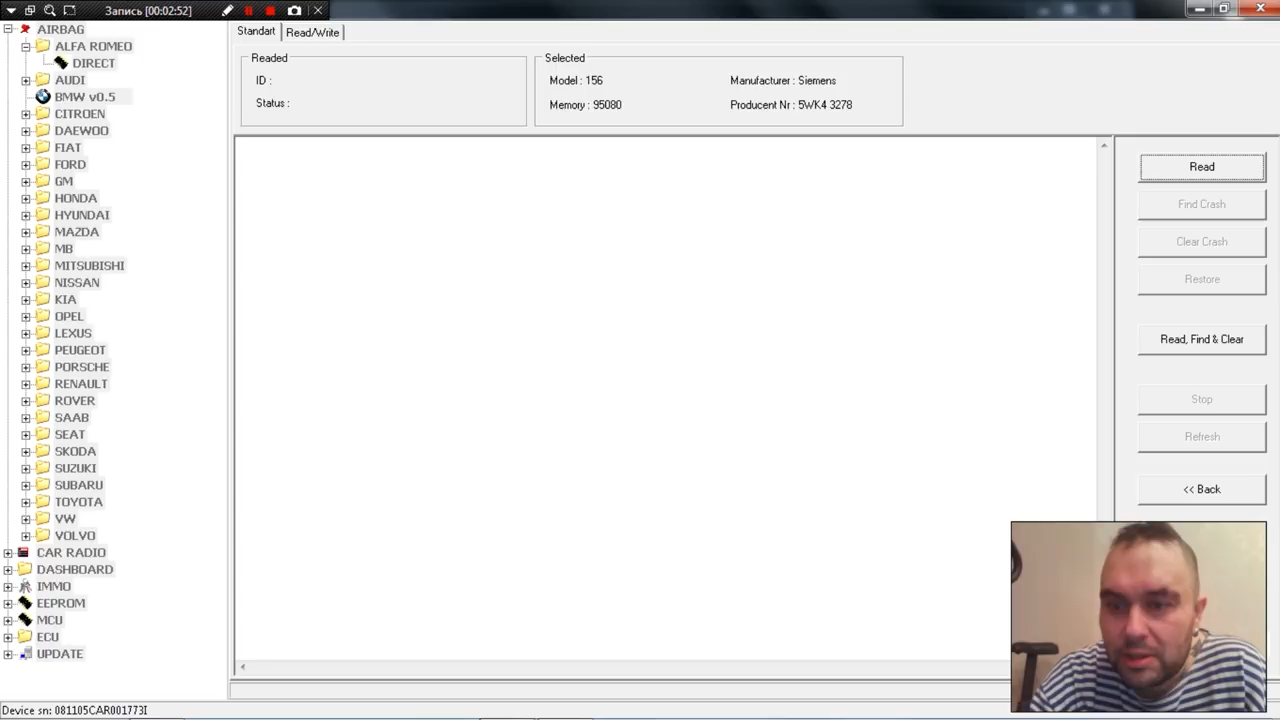 Запись [00:02:52]
AIRBAG
ALFA ROMEO
DIRECT
AUDI
BMW v0.5
CITROEN
DAEWOO
FIAT
FORD
GM
HONDA
HYUNDAI
MAZDA
MB
MITSUBISHI
NISSAN
KIA
OPEL
LEXUS
PEUGEOT
PORSCHE
RENAULT
ROVER
SAAB
SEAT
SKODA
SUZUKI
SUBARU
TOYOTA
VW
VOLVO
CAR RADIO
DASHBOARD
IMMO
EEPROM
MCU
ECU
UPDATE
Standart
Read/Write
Readed
ID :
Status :
Selected
Model : 156
Manufacturer : Siemens
Memory : 95080
Producent Nr : 5WK4 3278
Read
Find Crash
Clear Crash
Restore
Read, Find & Clear
Stop
Refresh
<< Back
Device sn: 081105CAR001773I